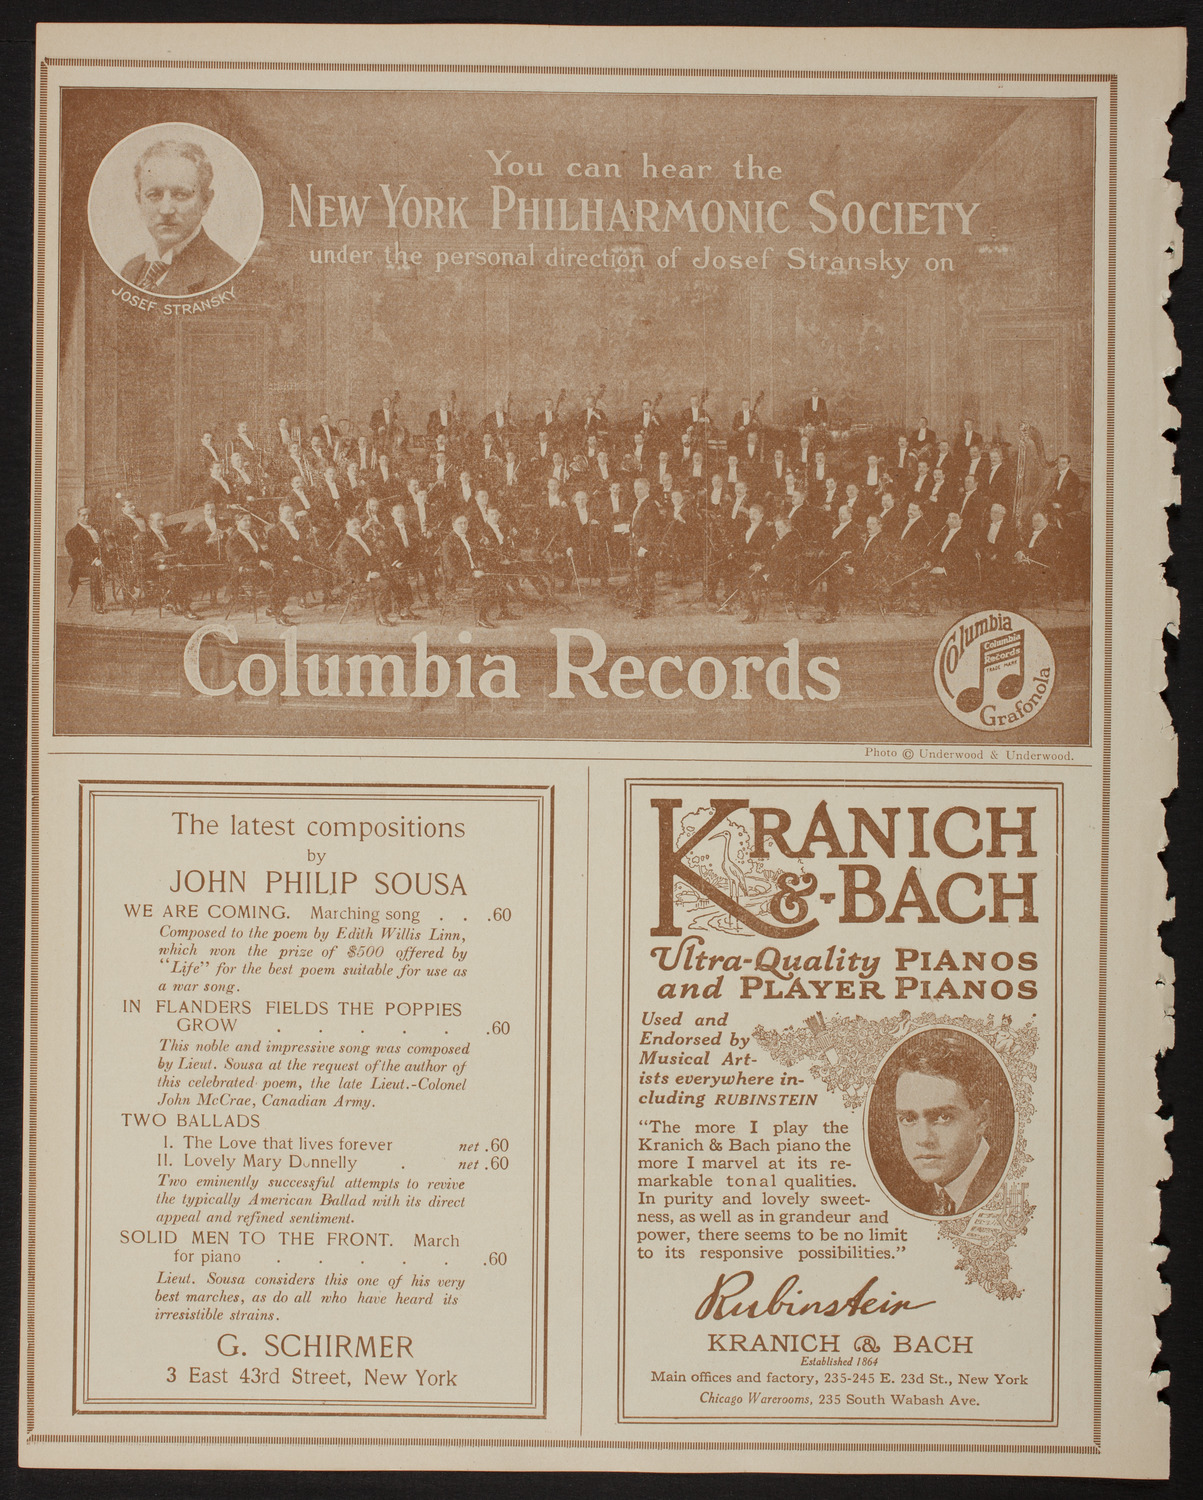 You can hear the
NEW YORK PHILHARMONIC SOCIETY
under the personal direction of Josef Stransky on
JOSEF STRANSKY
Columbia Records
Columbia
Columbia
Records
TRADE MARK
Grafonola
Photo © Underwood & Underwood.
The latest compositions
by
JOHN PHILIP SOUSA
WE ARE COMING. Marching song . . .60
Composed to the poem by Edith Willis Linn,
which won the prize of $500 offered by
"Life" for the best poem suitable for use as
a war song.
IN FLANDERS FIELDS THE POPPIES
GROW . . . . . .60
This noble and impressive song was composed
by Lieut. Sousa at the request of the author of
this celebrated poem, the late Lieut.-Colonel
John McCrae, Canadian Army.
TWO BALLADS
I. The Love that lives forever net .60
II. Lovely Mary Donnelly . net .60
Two eminently successful attempts to revive
the typically American Ballad with its direct
appeal and refined sentiment.
SOLID MEN TO THE FRONT. March
for piano . . . . . .60
Lieut. Sousa considers this one of his very
best marches, as do all who have heard its
irresistible strains.
G. SCHIRMER
3 East 43rd Street, New York
KRANICH
&-BACH
Ultra-Quality PIANOS
and PLAYER PIANOS
Used and
Endorsed by
Musical Art-
ists everywhere in-
cluding RUBINSTEIN
"The more I play the
Kranich & Bach piano the
more I marvel at its re-
markable tonal qualities.
In purity and lovely sweet-
ness, as well as in grandeur and
power, there seems to be no limit
to its responsive possibilities."
Rubinstein
KRANICH & BACH
Established 1864
Main offices and factory, 235-245 E. 23d St., New York
Chicago Warerooms, 235 South Wabash Ave.